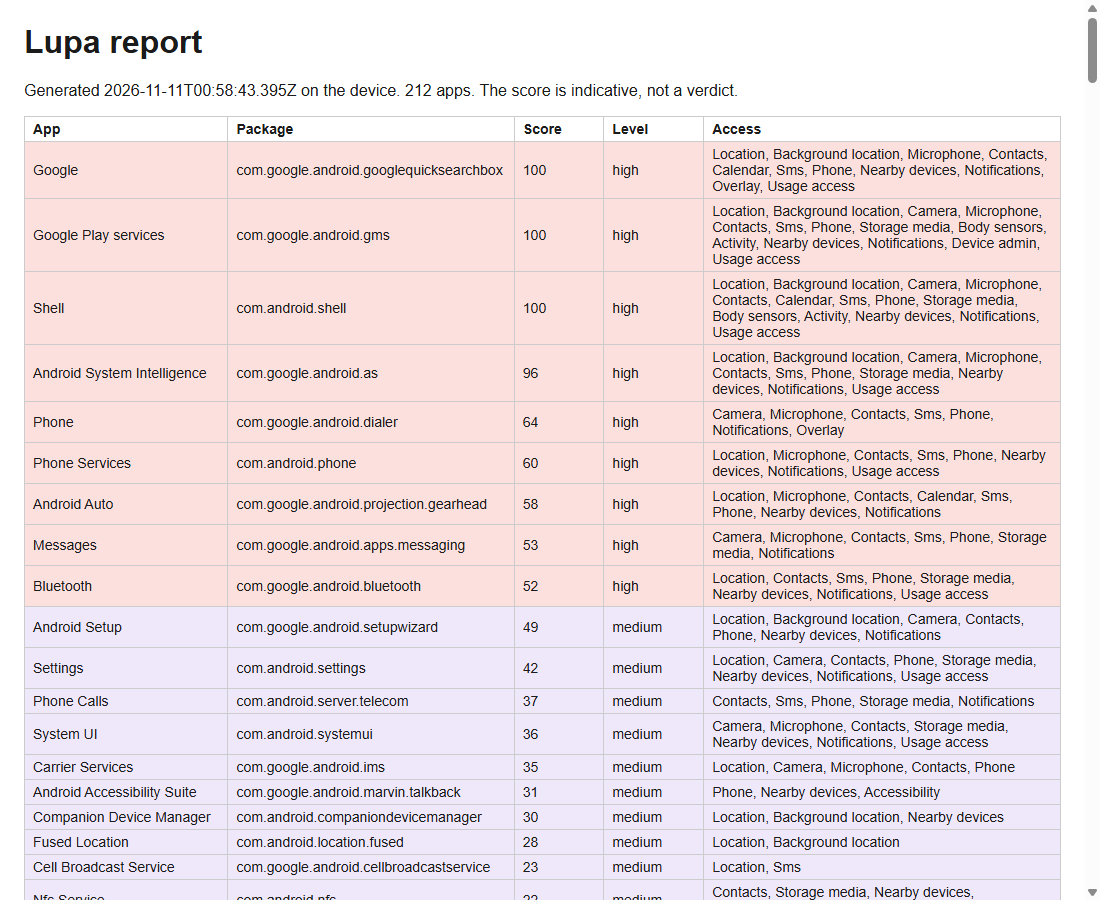 Lupa report
Generated 2026-11-11T00:58:43.395Z on the device. 212 apps. The score is indicative, not a verdict.
App Package Score Level Access
Google com.google.android.googlequicksearchbox 100 high Location, Background location, Microphone, Contacts,
Calendar, Sms, Phone, Nearby devices, Notifications,
Overlay, Usage access
Google Play services com.google.android.gms 100 high Location, Background location, Camera, Microphone,
Contacts, Sms, Phone, Storage media, Body sensors,
Activity, Nearby devices, Notifications, Device admin,
Usage access
Shell com.android.shell 100 high Location, Background location, Camera, Microphone,
Contacts, Calendar, Sms, Phone, Storage media,
Body sensors, Activity, Nearby devices, Notifications,
Usage access
Android System Intelligence com.google.android.as 96 high Location, Background location, Camera, Microphone,
Contacts, Sms, Phone, Storage media, Nearby
devices, Notifications, Usage access
Phone com.google.android.dialer 64 high Camera, Microphone, Contacts, Sms, Phone,
Notifications, Overlay
Phone Services com.android.phone 60 high Location, Microphone, Contacts, Sms, Phone, Nearby
devices, Notifications, Usage access
Android Auto com.google.android.projection.gearhead 58 high Location, Microphone, Contacts, Calendar, Sms,
Phone, Nearby devices, Notifications
Messages com.google.android.apps.messaging 53 high Camera, Microphone, Contacts, Sms, Phone, Storage
media, Notifications
Bluetooth com.google.android.bluetooth 52 high Location, Contacts, Sms, Phone, Storage media,
Nearby devices, Notifications, Usage access
Android Setup com.google.android.setupwizard 49 medium Location, Background location, Camera, Contacts,
Phone, Nearby devices, Notifications
Settings com.android.settings 42 medium Location, Camera, Contacts, Phone, Storage media,
Nearby devices, Notifications, Usage access
Phone Calls com.android.server.telecom 37 medium Contacts, Sms, Phone, Storage media, Notifications
System UI com.android.systemui 36 medium Camera, Microphone, Contacts, Storage media,
Nearby devices, Notifications, Usage access
Carrier Services com.google.android.ims 35 medium Location, Camera, Microphone, Contacts, Phone
Android Accessibility Suite com.google.android.marvin.talkback 31 medium Phone, Nearby devices, Accessibility
Companion Device Manager com.android.companiondevicemanager 30 medium Location, Background location, Nearby devices
Fused Location com.android.location.fused 28 medium Location, Background location
Cell Broadcast Service com.google.android.cellbroadcastservice 23 medium Location, Sms
Nfc Service com.android.nfc 22 medium Contacts, Storage media, Nearby devices,